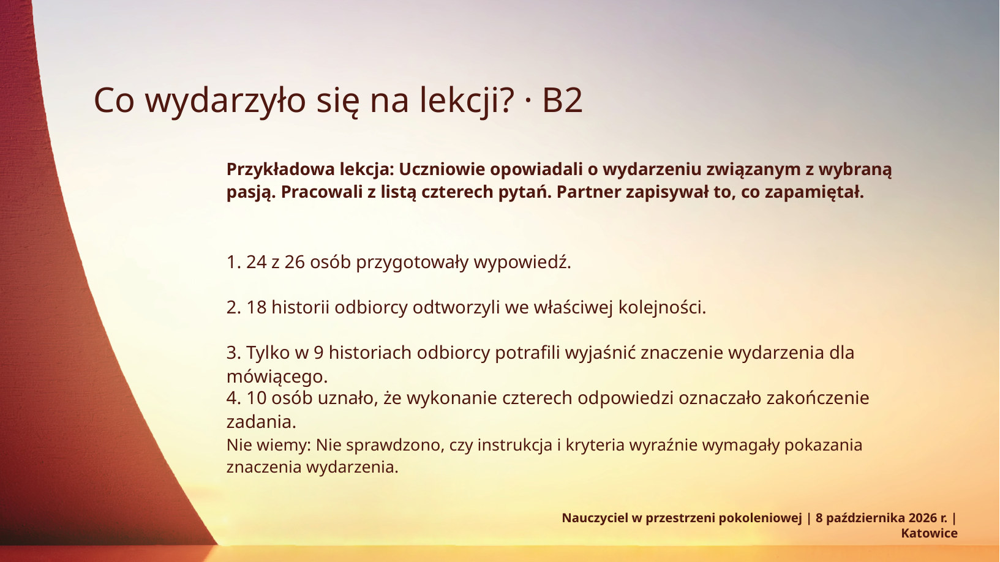 Co wydarzyło się na lekcji? · B2
Przykładowa lekcja: Uczniowie opowiadali o wydarzeniu związanym z wybraną
pasją. Pracowali z listą czterech pytań. Partner zapisywał to, co zapamiętał.
1. 24 z 26 osób przygotowały wypowiedź.
2. 18 historii odbiorcy odtworzyli we właściwej kolejności.
3. Tylko w 9 historiach odbiorcy potrafili wyjaśnić znaczenie wydarzenia dla
mówiącego.
4. 10 osób uznało, że wykonanie czterech odpowiedzi oznaczało zakończenie
zadania.
Nie wiemy: Nie sprawdzono, czy instrukcja i kryteria wyraźnie wymagały pokazania
znaczenia wydarzenia.
Nauczyciel w przestrzeni pokoleniowej | 8 października 2026 r. |
Katowice